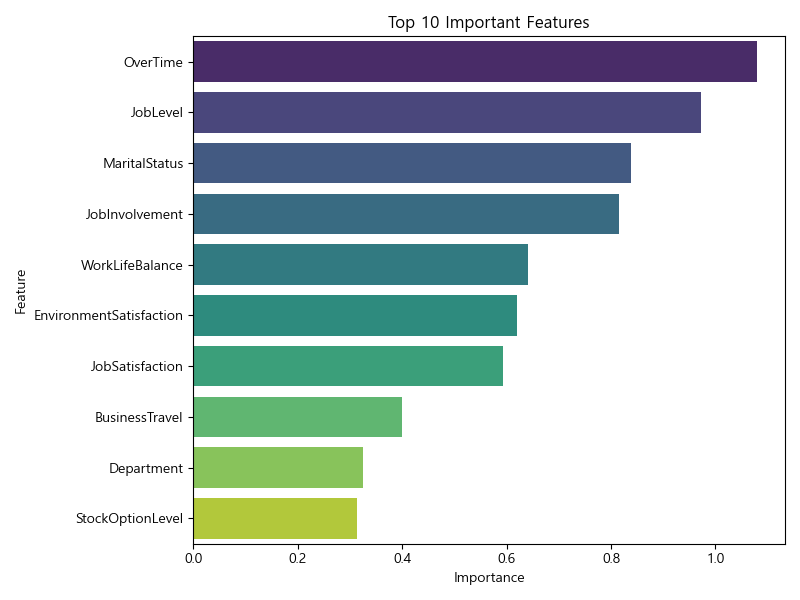 Top 10 Important Features
Feature
OverTime
JobLevel
MaritalStatus
JobInvolvement
WorkLifeBalance
EnvironmentSatisfaction
JobSatisfaction
BusinessTravel
Department
StockOptionLevel
0.0 0.2 0.4 0.6 0.8 1.0
Importance